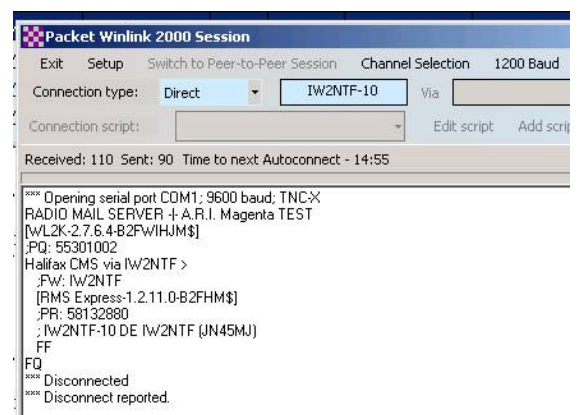 Packet Winlink 2000 Session
Exit Setup Switch to Peer-to-Peer Session Channel Selection 1200 Baud
Connection type: Direct IW2NTF-10 Via
Connection script: Edit script Add scrip
Received: 110 Sent: 90 Time to next Autoconnect - 14:55
*** Opening serial port COM1; 9600 baud; TNC-X
RADIO MAIL SERVER -|- A.R.I. Magenta TEST
[WL2K-2.7.6.4-B2FWIHJM$]
;PQ: 55301002
Halifax CMS via IW2NTF >
;FW: IW2NTF
[RMS Express-1.2.11.0-B2FHM$]
;PR: 58132880
; IW2NTF-10 DE IW2NTF (JN45MJ)
FF
FQ
*** Disconnected
*** Disconnect reported.